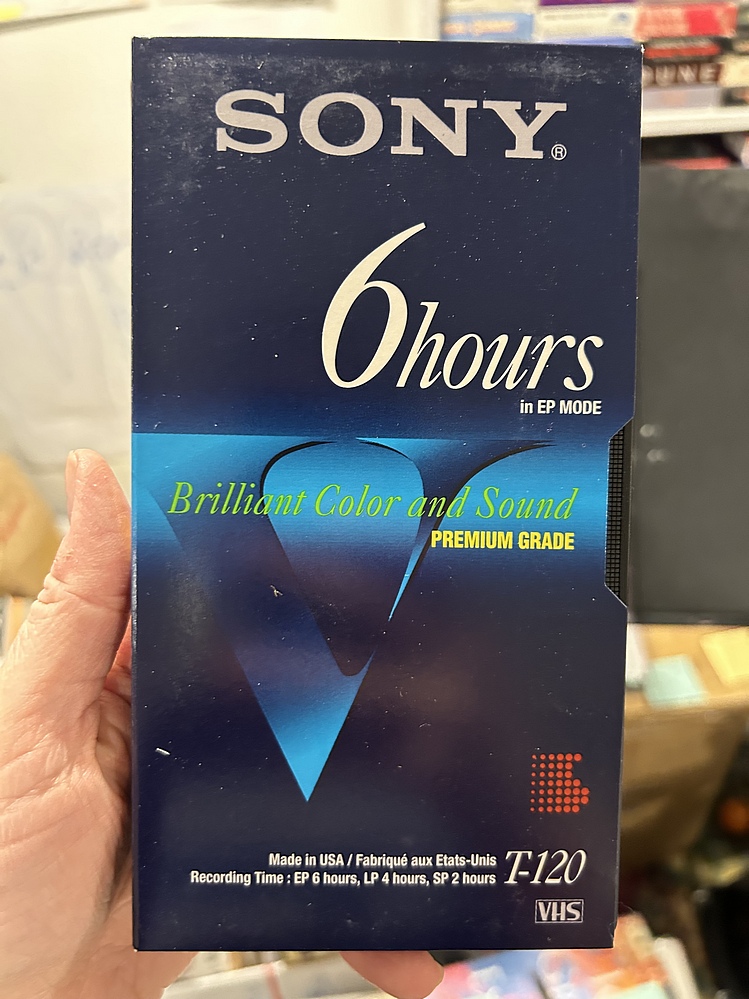 SONY®
6 hours
in EP MODE
Brilliant Color and Sound
PREMIUM GRADE
Made in USA / Fabriqué aux Etats-Unis
Recording Time : EP 6 hours, LP 4 hours, SP 2 hours
T-120
VHS
DUNE